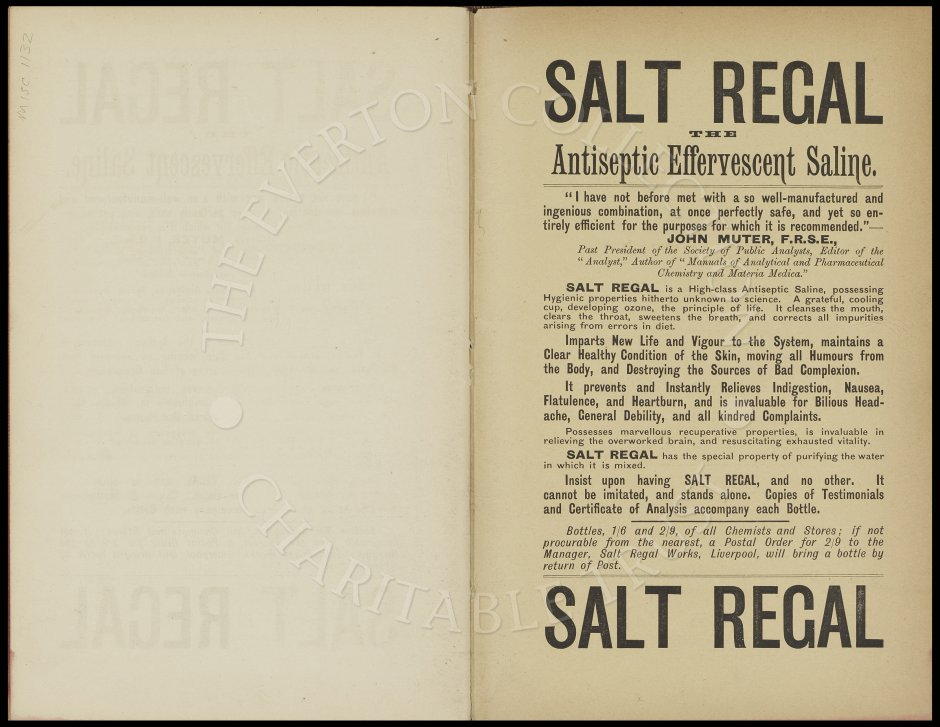 MISC 1132
SALT REGAL
THE
Antiseptic Effervescent Saline.
"I have not before met with a so well-manufactured and
ingenious combination, at once perfectly safe, and yet so en-
tirely efficient for the purposes for which it is recommended."—
JOHN MUTER, F.R.S.E.,
Past President of the Society of Public Analysts, Editor of the
"Analyst," Author of "Manuals of Analytical and Pharmaceutical
Chemistry and Materia Medica."
SALT REGAL is a High-class Antiseptic Saline, possessing
Hygienic properties hitherto unknown to science. A grateful, cooling
cup, developing ozone, the principle of life. It cleanses the mouth,
clears the throat, sweetens the breath, and corrects all impurities
arising from errors in diet.
Imparts New Life and Vigour to the System, maintains a
Clear Healthy Condition of the Skin, moving all Humours from
the Body, and Destroying the Sources of Bad Complexion.
It prevents and Instantly Relieves Indigestion, Nausea,
Flatulence, and Heartburn, and is invaluable for Bilious Head-
ache, General Debility, and all kindred Complaints.
Possesses marvellous recuperative properties, is invaluable in
relieving the overworked brain, and resuscitating exhausted vitality.
SALT REGAL has the special property of purifying the water
in which it is mixed.
Insist upon having SALT REGAL, and no other. It
cannot be imitated, and stands alone. Copies of Testimonials
and Certificate of Analysis accompany each Bottle.
Bottles, 1/6 and 2/9, of all Chemists and Stores; if not
procurable from the nearest, a Postal Order for 2/9 to the
Manager, Salt Regal Works, Liverpool, will bring a bottle by
return of Post.
SALT REGAL
THE EVERTON COLLECTION
CHARITABLE TRUST